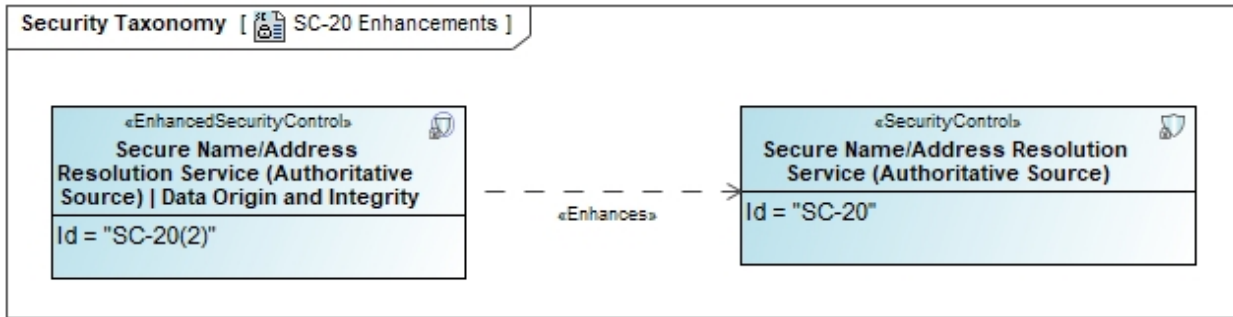 Security Taxonomy [ SC-20 Enhancements ]
«EnhancedSecurityControl»
Secure Name/Address
Resolution Service (Authoritative
Source) | Data Origin and Integrity
Id = "SC-20(2)"
«Enhances»
«SecurityControl»
Secure Name/Address Resolution
Service (Authoritative Source)
Id = "SC-20"